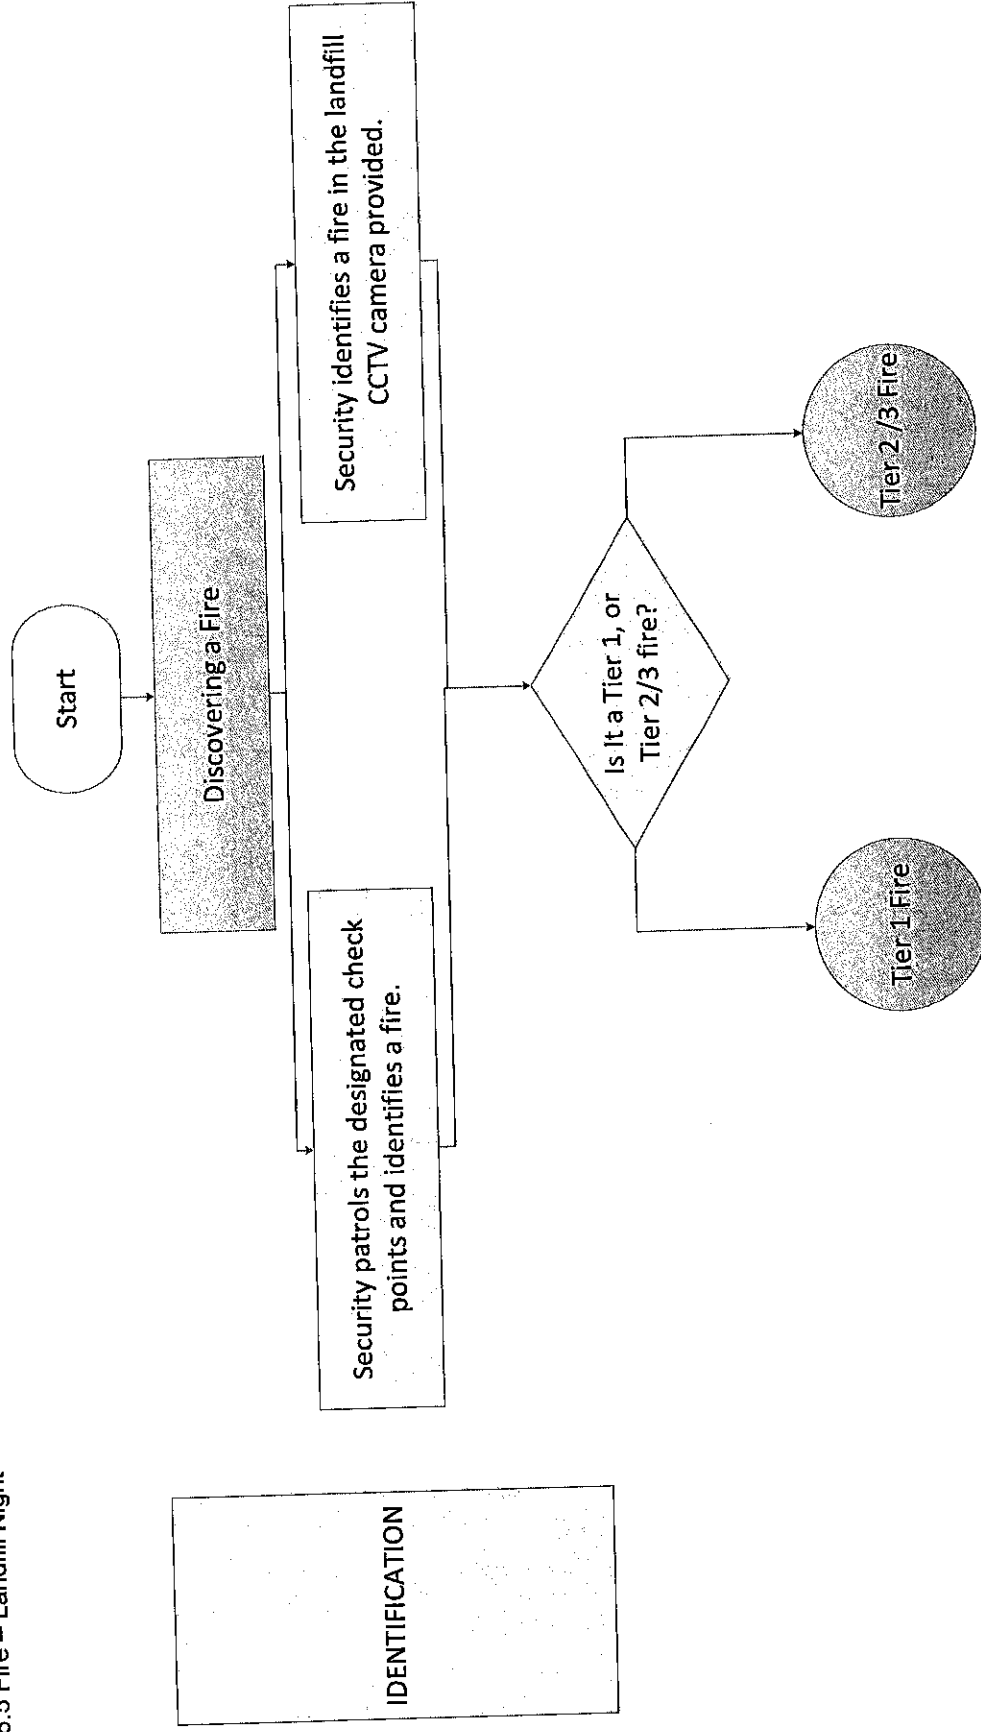 Fire – Landfill Night
Start
Discovering a Fire
Security patrols the designated check
points and identifies a fire.
Security identifies a fire in the landfill
CCTV camera provided.
IDENTIFICATION
Is It a Tier 1, or
Tier 2/3 fire?
Tier 1 Fire
Tier 2 /3 Fire